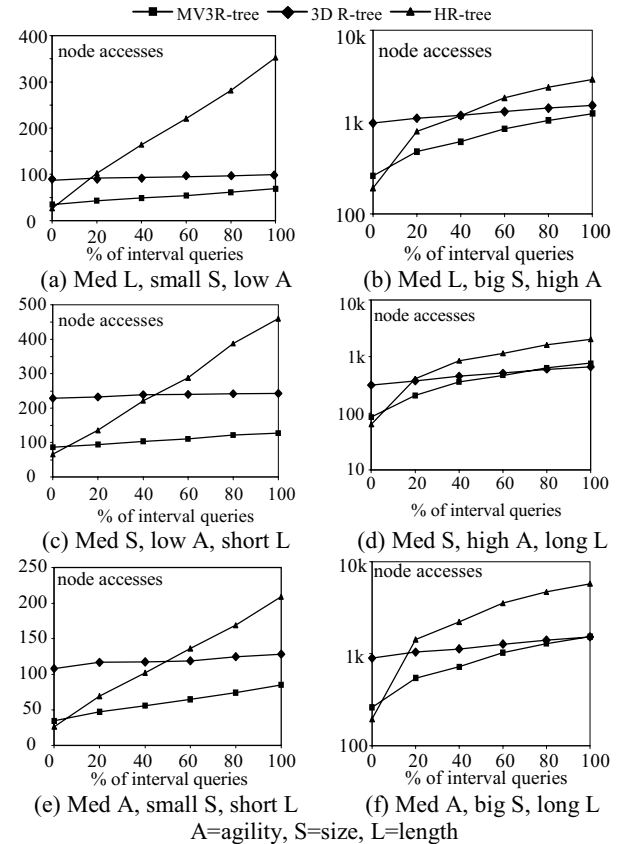 MV3R-tree 3D R-tree HR-tree
400
300
200
100
0
node accesses
0 20 40 60 80 100
% of interval queries
(a) Med L, small S, low A
10k
1k
100
node accesses
0 20 40 60 80 100
% of interval queries
(b) Med L, big S, high A
500
400
300
200
100
0
node accesses
0 20 40 60 80 100
% of interval queries
(c) Med S, low A, short L
10k
1k
100
10
node accesses
0 20 40 60 80 100
% of interval queries
(d) Med S, high A, long L
250
200
150
100
50
0
node accesses
0 20 40 60 80 100
% of interval queries
(e) Med A, small S, short L
10k
1k
100
node accesses
0 20 40 60 80 100
% of interval queries
(f) Med A, big S, long L
A=agility, S=size, L=length